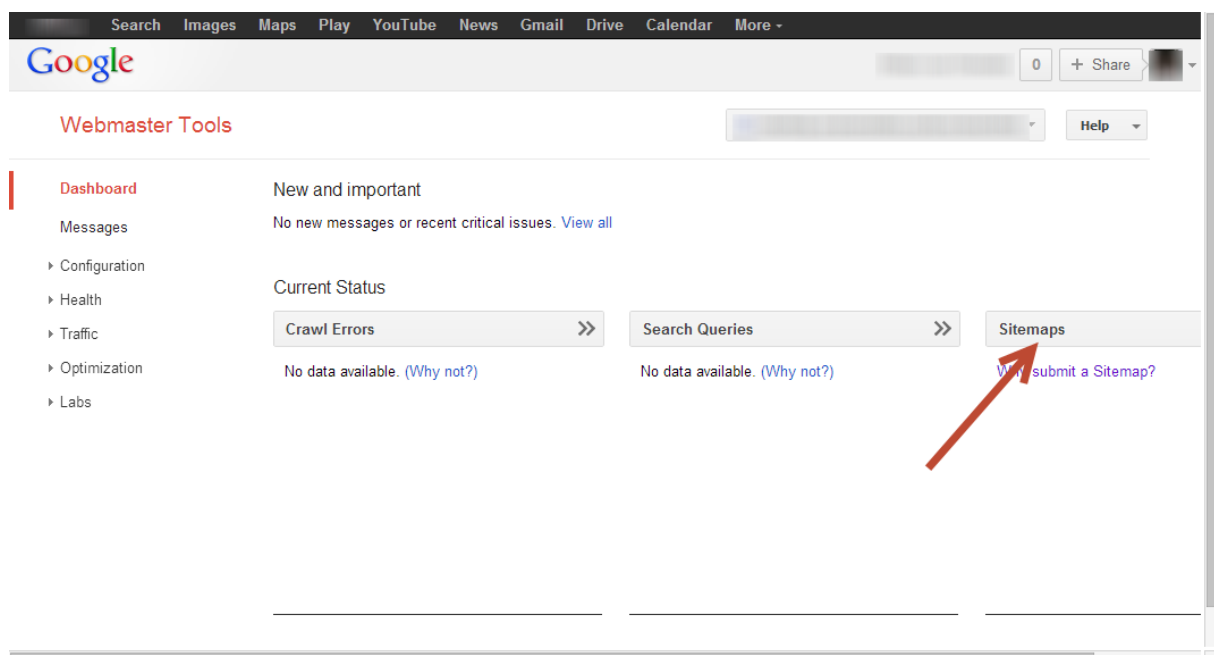 Search Images Maps Play YouTube News Gmail Drive Calendar More
Google
0 + Share
Webmaster Tools
Help
Dashboard
Messages
Configuration
Health
Traffic
Optimization
Labs
New and important
No new messages or recent critical issues. View all
Current Status
Crawl Errors
No data available. (Why not?)
Search Queries
No data available. (Why not?)
Sitemaps
Why submit a Sitemap?